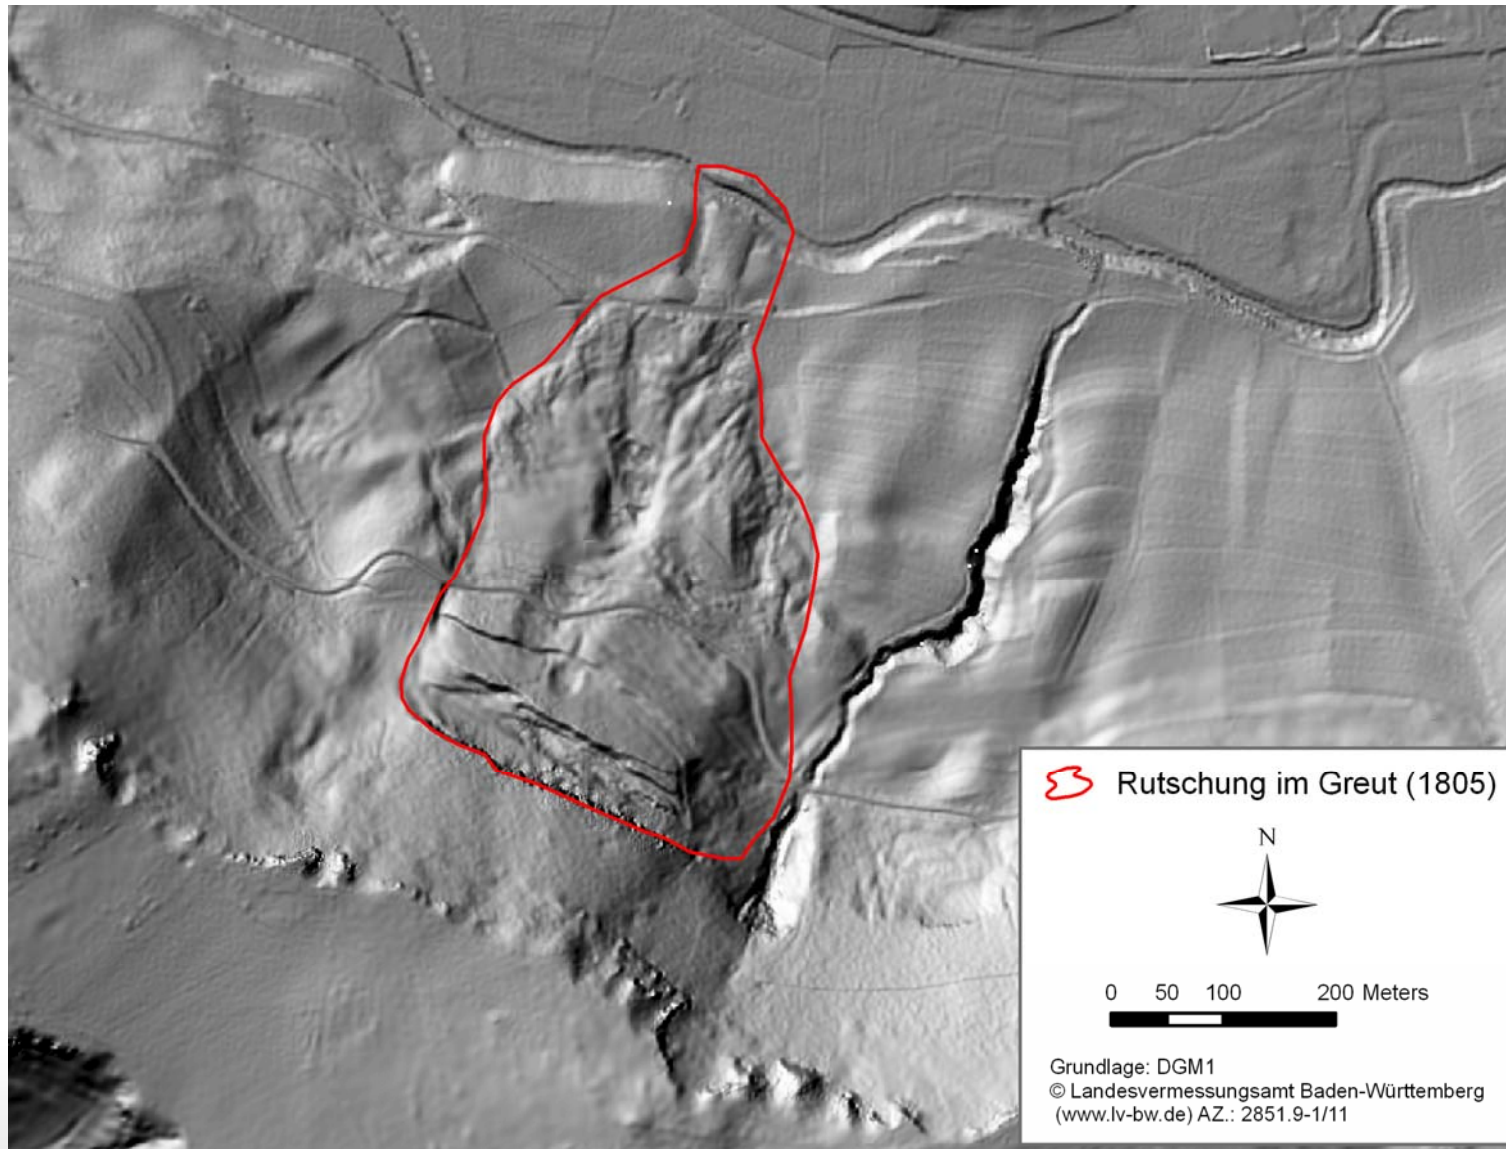 Rutschung im Greut (1805)
N
0 50 100 200 Meters
Grundlage: DGM1
© Landesvermessungsamt Baden-Württemberg
(www.lv-bw.de) AZ.: 2851.9-1/11